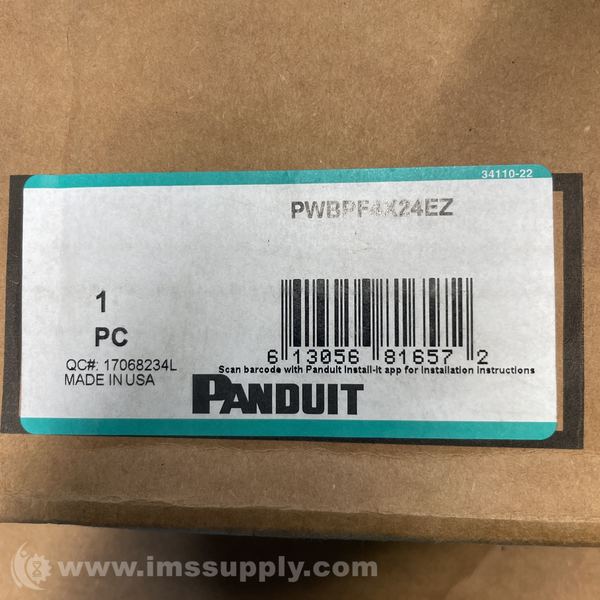 34110-22
PWBPF4X24EZ
1
PC
6 13056 81657 2
QC#: 17068234L
Scan barcode with Panduit Install-It app for Installation Instructions
MADE IN USA
PANDUIT
www.imssupply.com